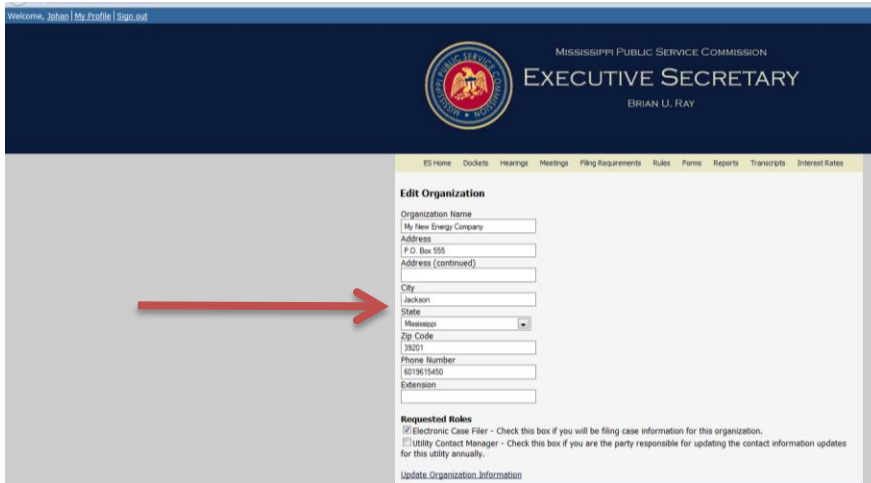 Welcome, Johan | My Profile | Sign out
MISSISSIPPI PUBLIC SERVICE COMMISSION
EXECUTIVE SECRETARY
BRIAN U. RAY
ES Home Dockets Hearings Meetings Filing Requirements Rules Forms Reports Transcripts Interest Rates
Edit Organization
Organization Name
My New Energy Company
Address
P.O. Box 555
Address (continued)
City
Jackson
State
Mississippi
Zip Code
39201
Phone Number
6019615450
Extension
Requested Roles
Electronic Case Filer - Check this box if you will be filing case information for this organization.
Utility Contact Manager - Check this box if you are the party responsible for updating the contact information updates
for this utility annually.
Update Organization Information